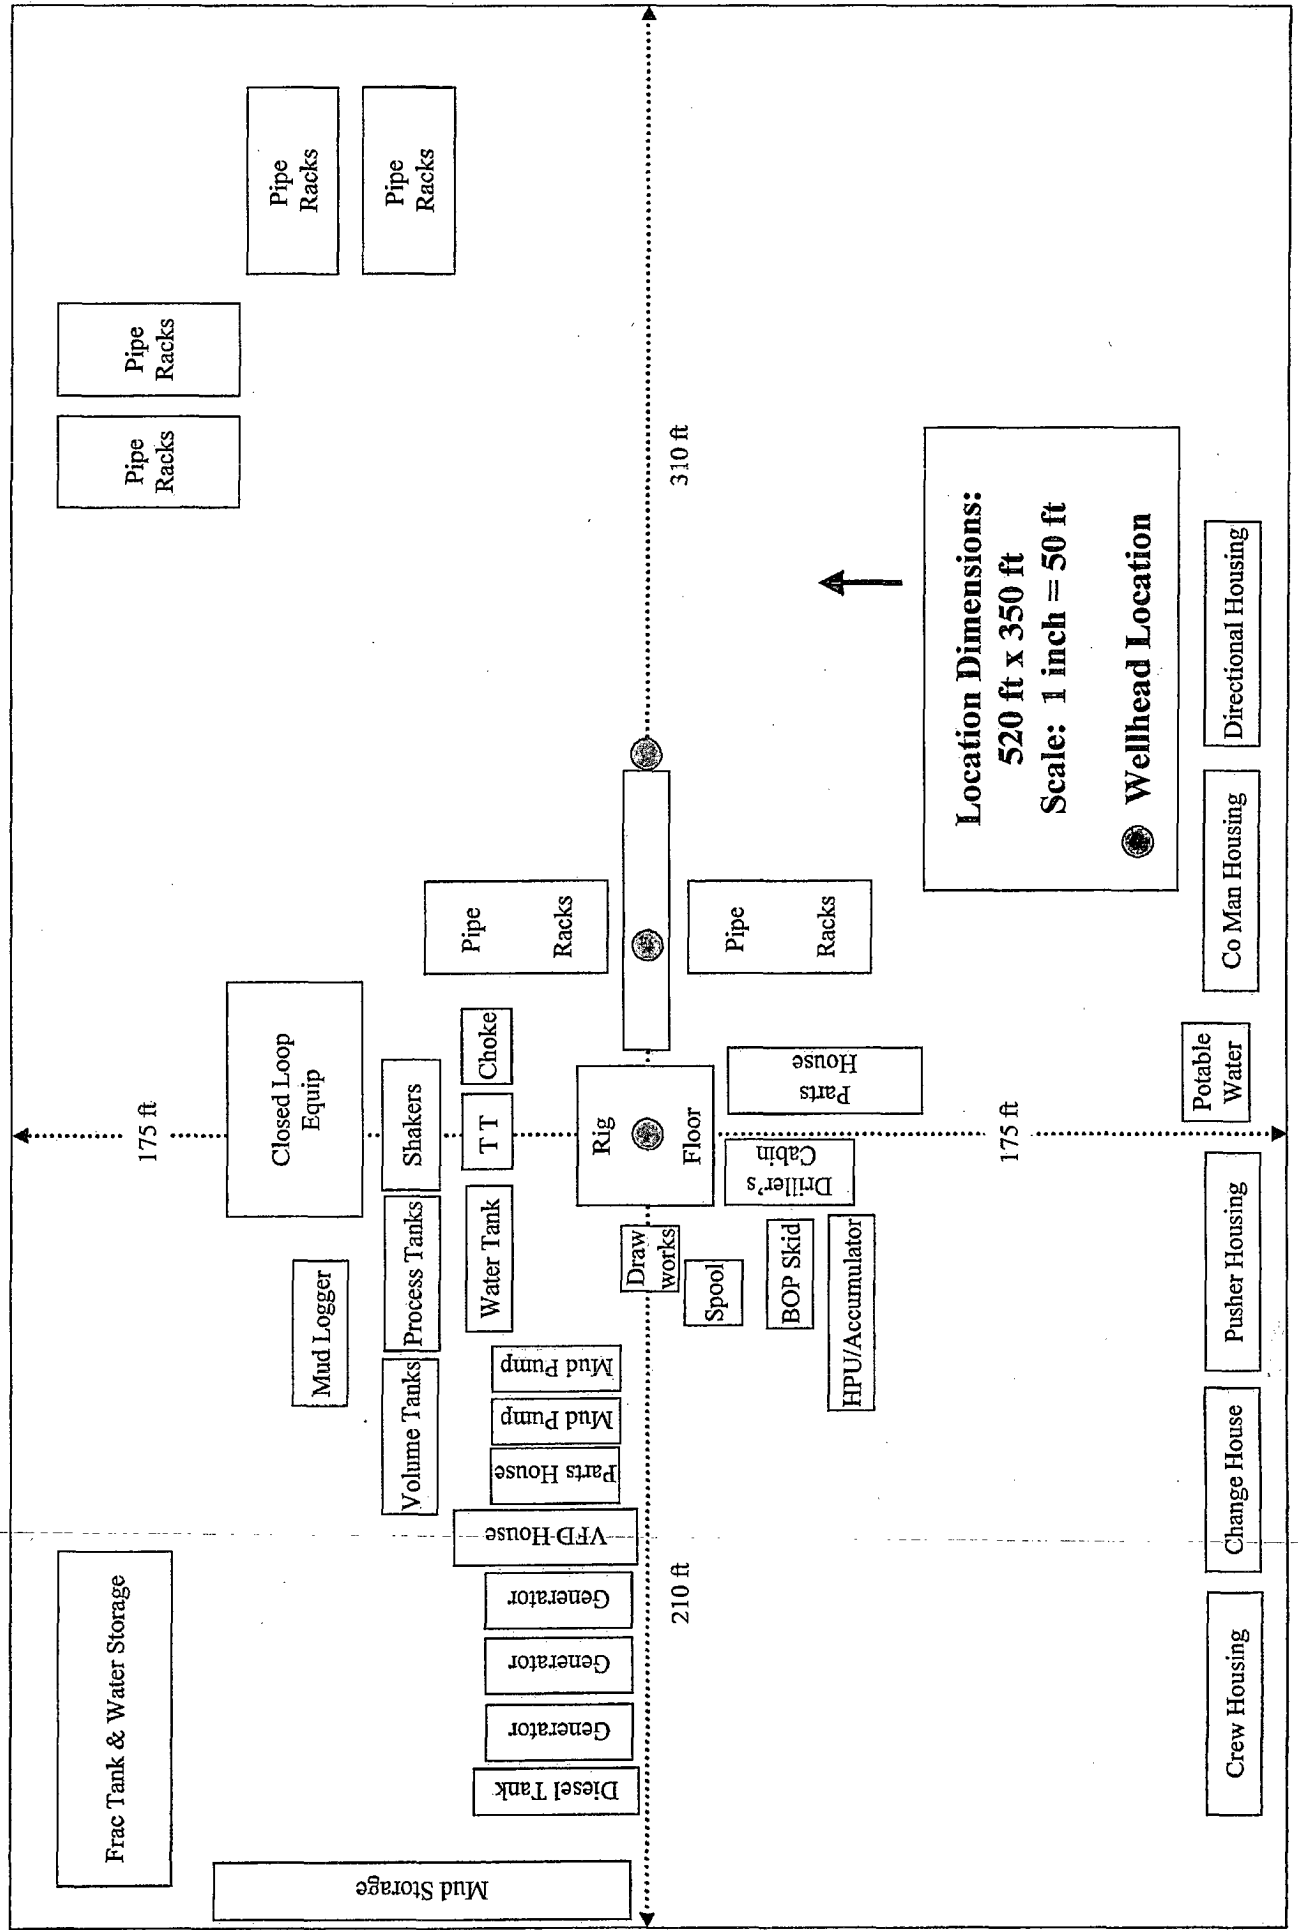 Frac Tank & Water Storage
Pipe
Racks
Pipe
Racks
175 ft
Closed Loop
Equip
Pipe
Racks
Pipe
Racks
Mud Logger
Volume Tanks
Process Tanks
Shakers
Mud Storage
Diesel Tank
Generator
Generator
Generator
VFD House
Parts House
Mud Pump
Mud Pump
Water Tank
T T
Choke
Pipe
Racks
Rig
Floor
Draw
works
210 ft
310 ft
Spool
Pipe
Racks
BOP Skid
HPU/Accumulator
Driller's
Cabin
Parts
House
175 ft
Location Dimensions:
520 ft x 350 ft
Scale: 1 inch = 50 ft
Wellhead Location
Crew Housing
Change House
Pusher Housing
Potable
Water
Co Man Housing
Directional Housing